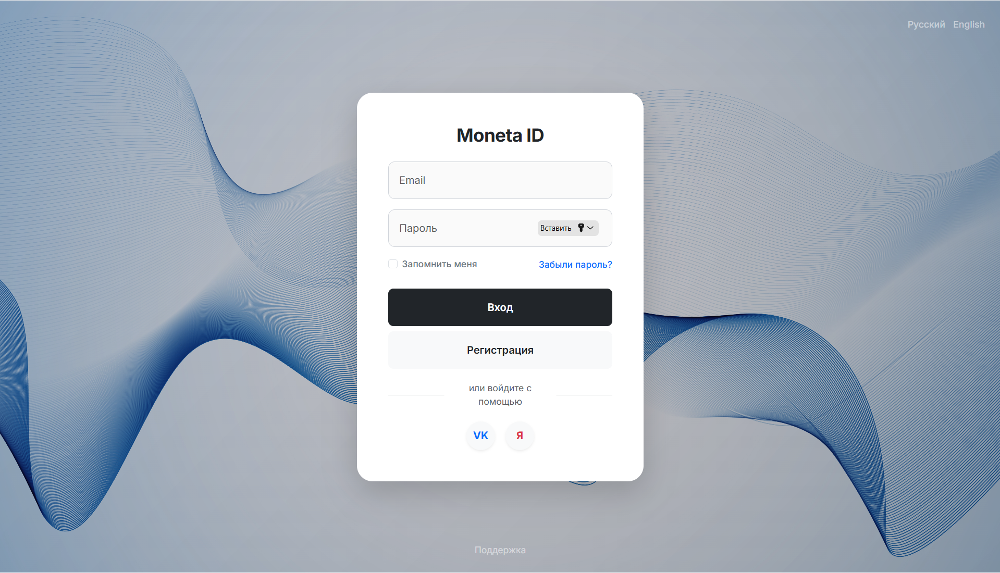 Русский English
Moneta ID
Email
Пароль Вставить
Запомнить меня Забыли пароль?
Вход
Регистрация
или войдите с
помощью
VK Я
Поддержка